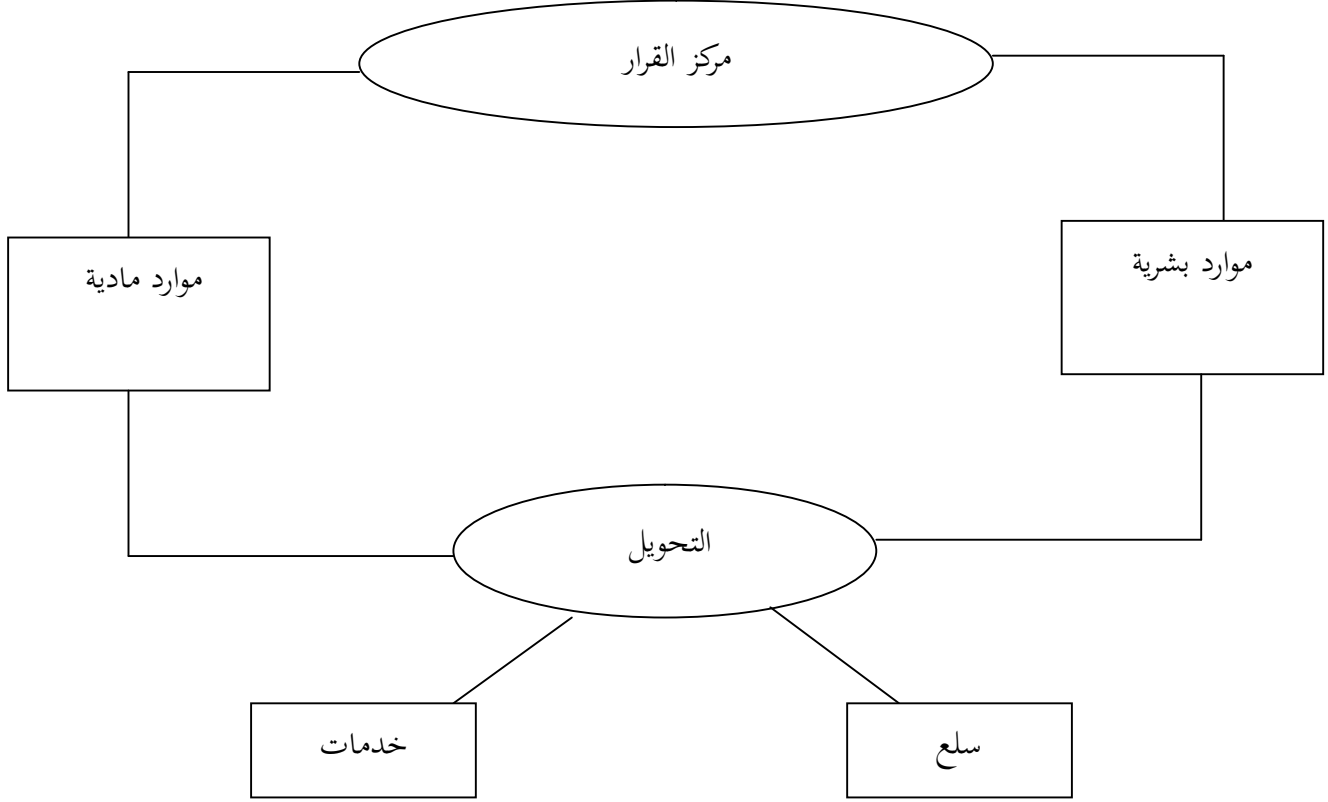 مركز القرار
موارد بشرية
موارد مادية
التحويل
سلع
خدمات